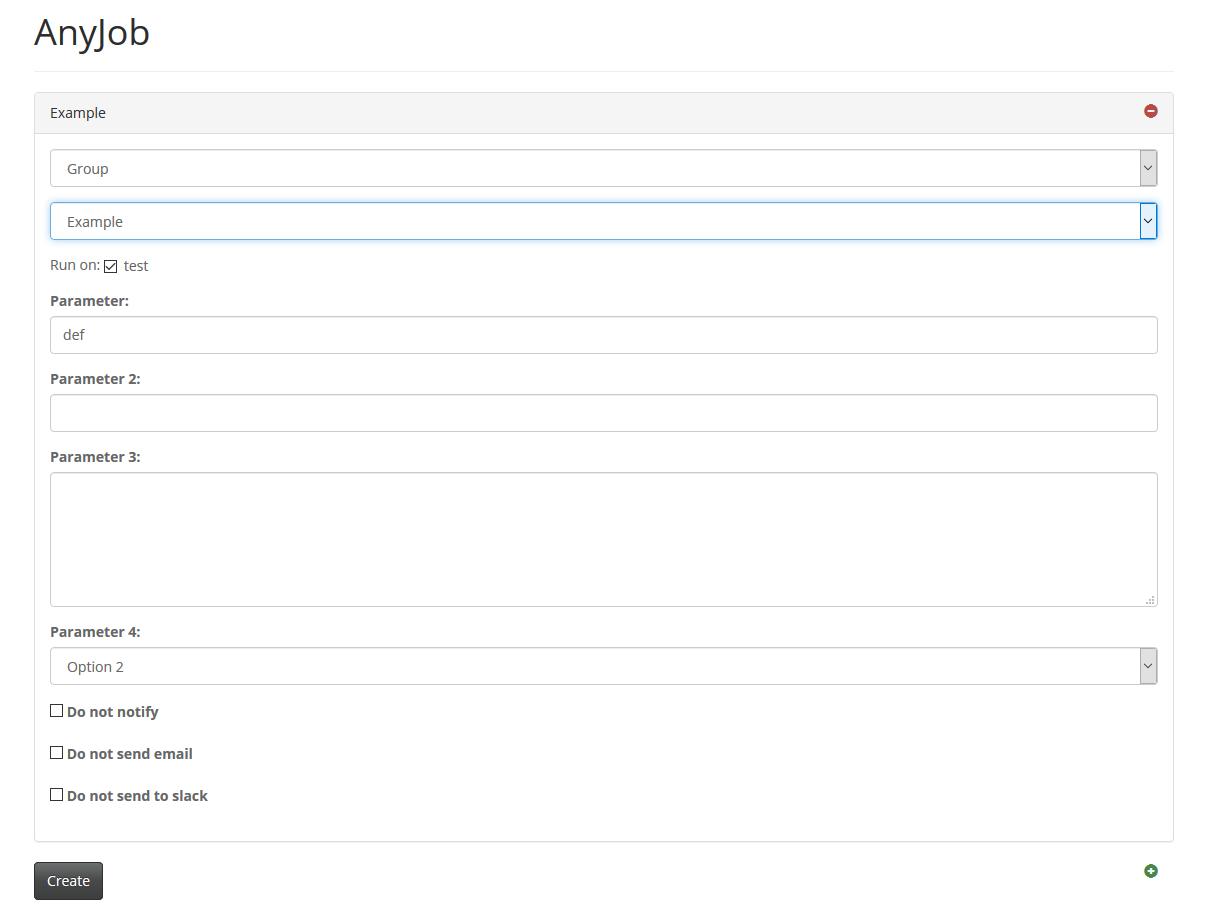 AnyJob
Example
Group
Example
Run on: test
Parameter:
def
Parameter 2:
Parameter 3:
Parameter 4:
Option 2
Do not notify
Do not send email
Do not send to slack
Create